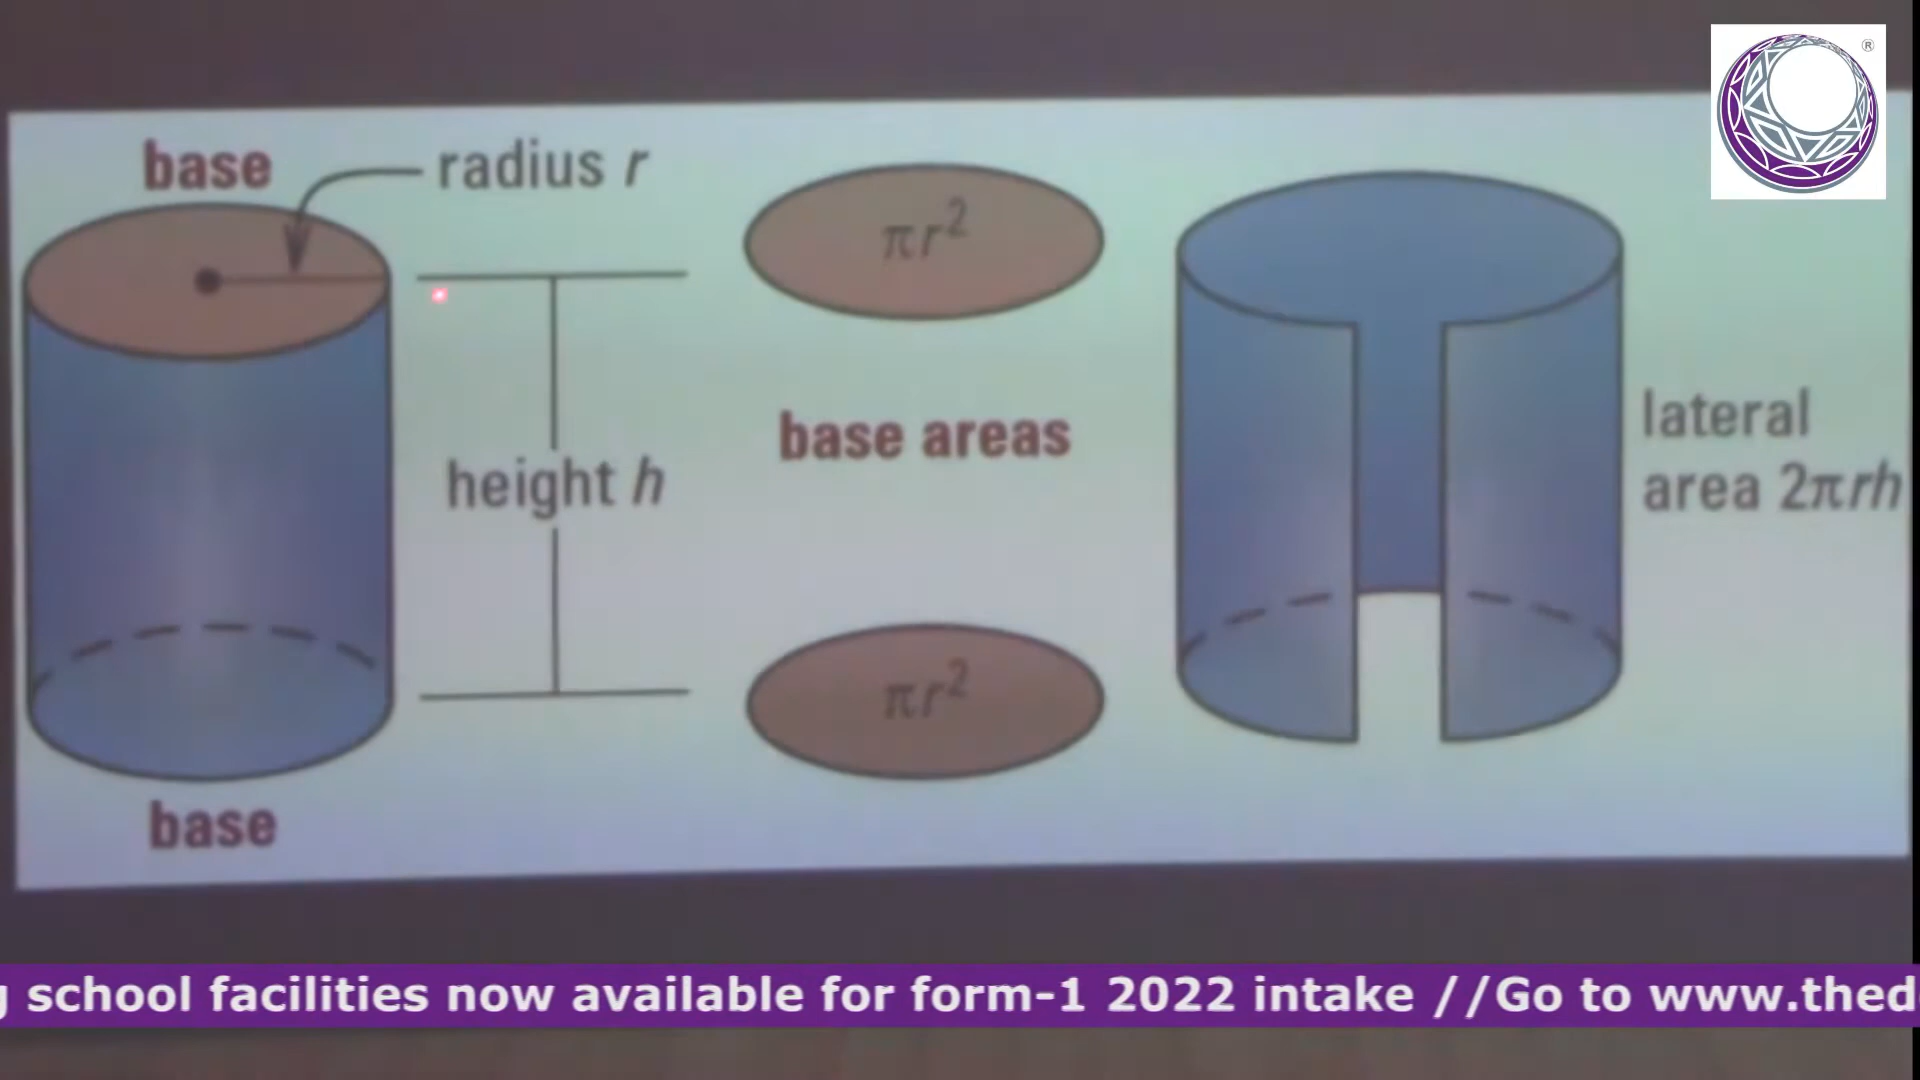 base
radius r
height h
base
πr²
base areas
πr²
lateral
area 2πrh
®
school facilities now available for form-1 2022 intake //Go to www.thed